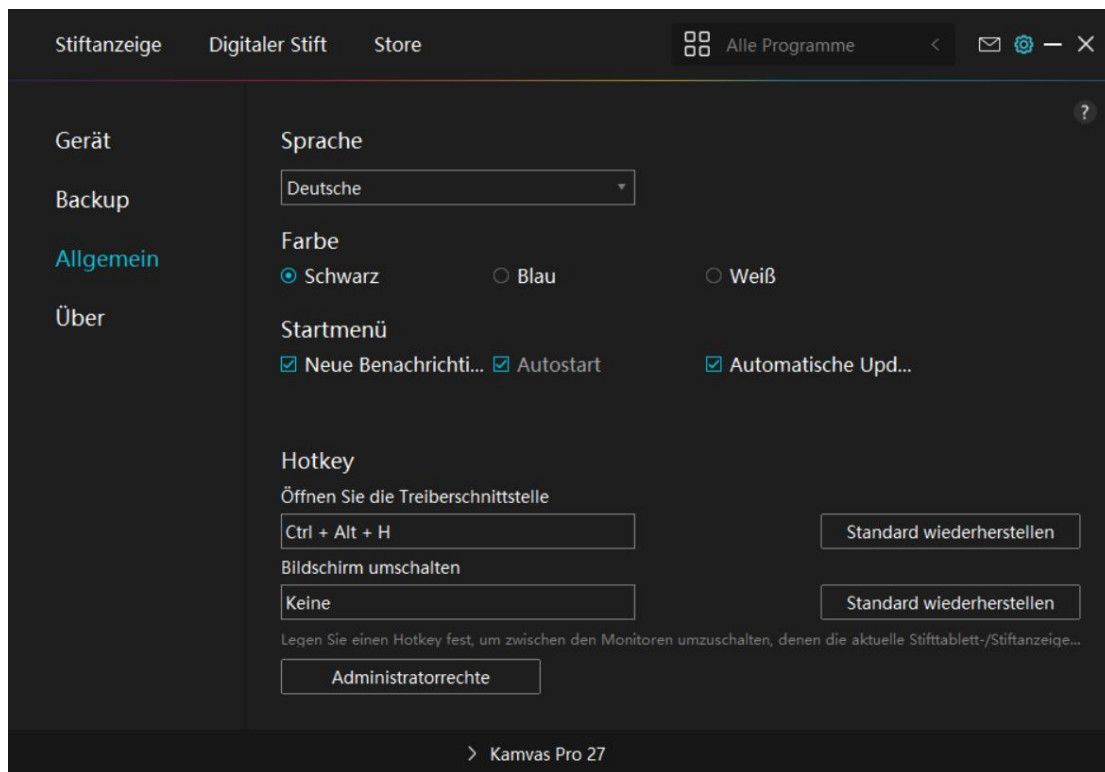 Stiftanzeige Digitaler Stift Store Alle Programme <
?
Gerät
Backup
Allgemein
Über
Sprache
Deutsche
Farbe
Schwarz Blau Weiß
Startmenü
Neue Benachrichti... Autostart Automatische Upd...
Hotkey
Öffnen Sie die Treiberschnittstelle
Ctrl + Alt + H Standard wiederherstellen
Bildschirm umschalten
Keine Standard wiederherstellen
Legen Sie einen Hotkey fest, um zwischen den Monitoren umzuschalten, denen die aktuelle Stifttablett-/Stiftanzeige...
Administratorrechte
> Kamvas Pro 27